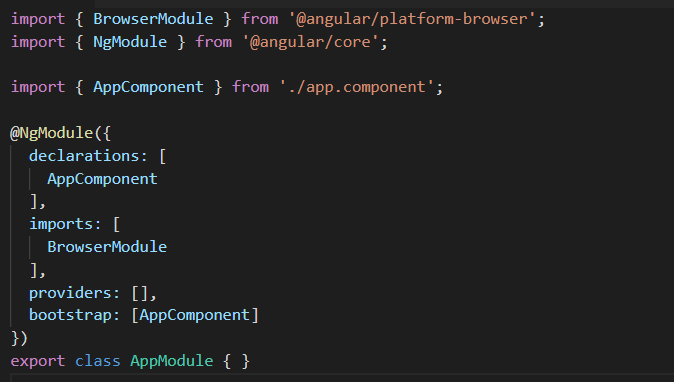 import { BrowserModule } from '@angular/platform-browser';
import { NgModule } from '@angular/core';

import { AppComponent } from './app.component';

@NgModule({
  declarations: [
    AppComponent
  ],
  imports: [
    BrowserModule
  ],
  providers: [],
  bootstrap: [AppComponent]
})
export class AppModule { }